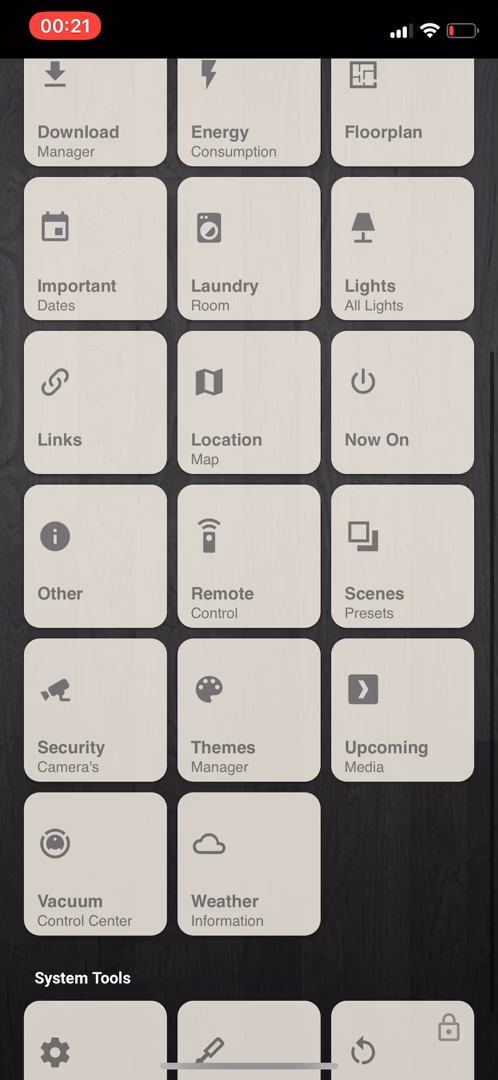 00:21
Download
Manager
Energy
Consumption
Floorplan
Important
Dates
Laundry
Room
Lights
All Lights
Links
Location
Map
Now On
Other
Remote
Control
Scenes
Presets
Security
Camera's
Themes
Manager
Upcoming
Media
Vacuum
Control Center
Weather
Information
System Tools